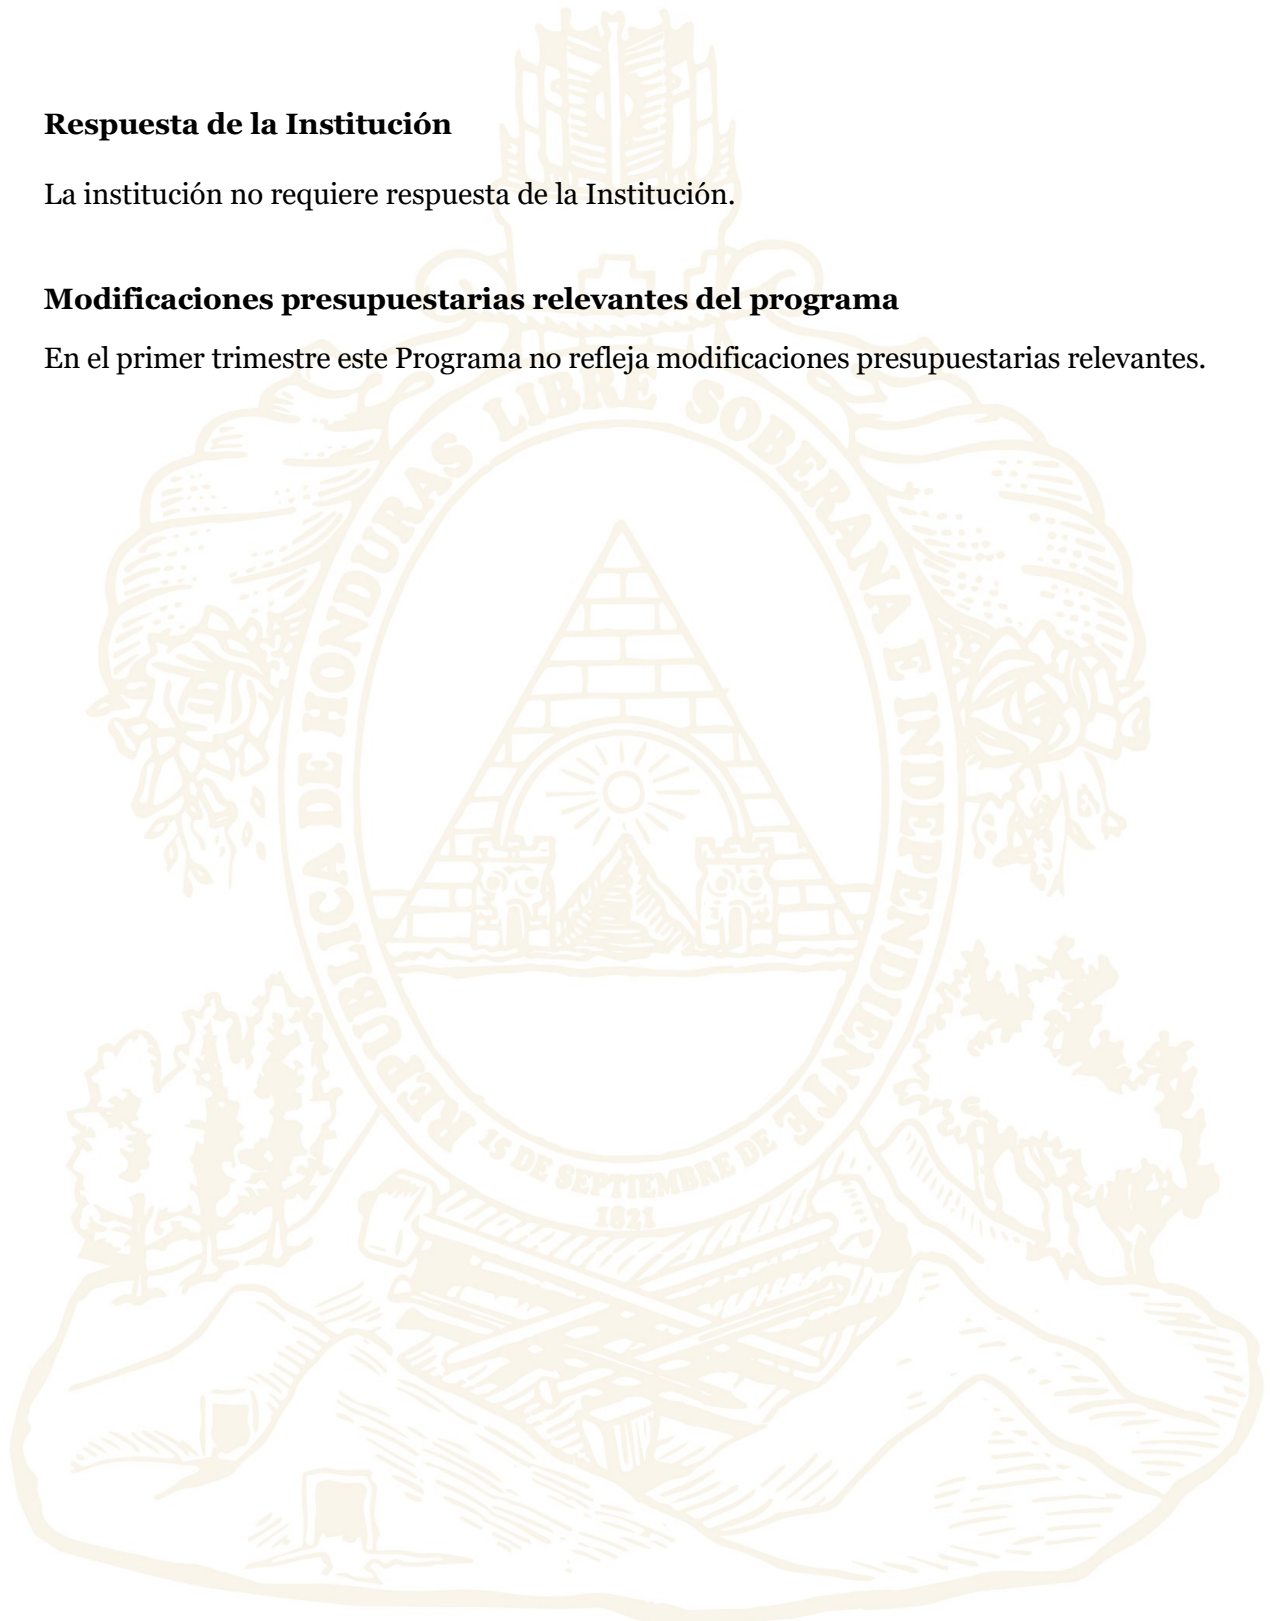 Respuesta de la Institución
La institución no requiere respuesta de la Institución.
Modificaciones presupuestarias relevantes del programa
En el primer trimestre este Programa no refleja modificaciones presupuestarias relevantes.
REPUBLICA DE HONDURAS LIBRE SOBERANA E INDEPENDIENTE
15 DE SEPTIEMBRE DE
1821